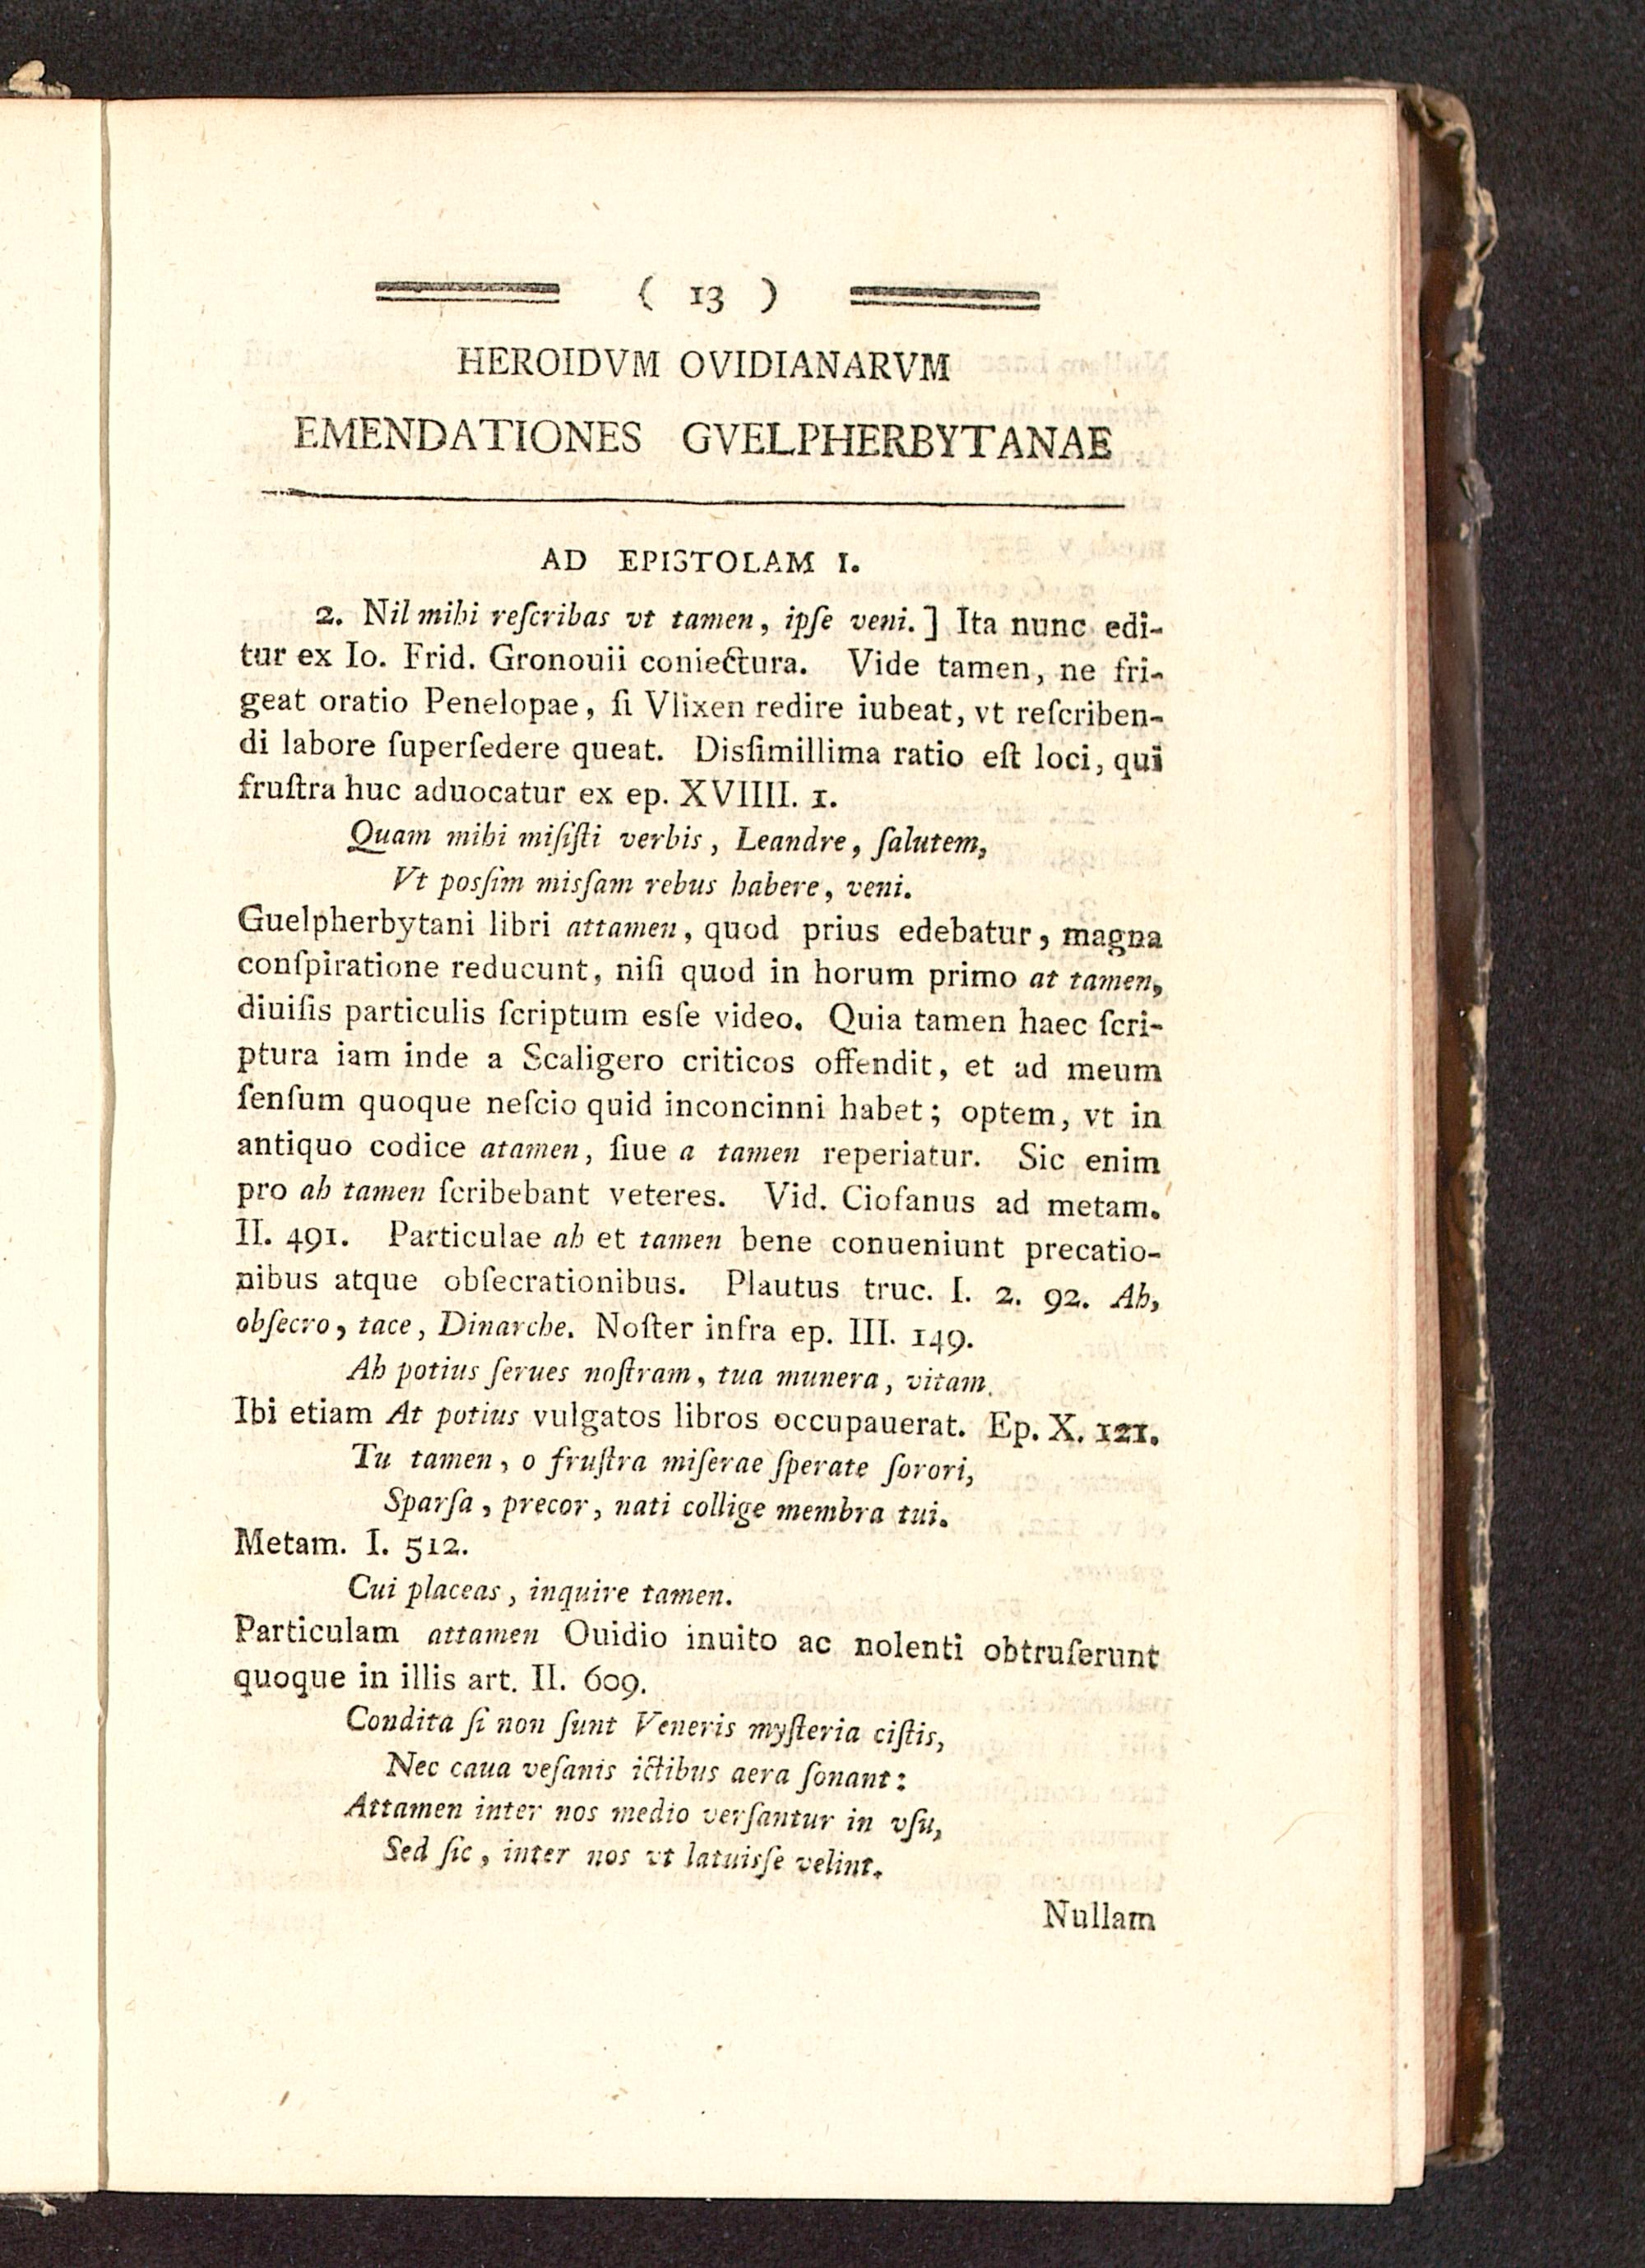 ( 13 )
HEROIDVM OVIDIANARVM
EMENDATIONES GVELPHERBYTANAE
AD EPISTOLAM I.
2. Nil mihi reſcribas vt tamen, ipſe veni. ] Ita nunc edi-
tur ex Io. Frid. Gronouii coniectura. Vide tamen, ne fri-
geat oratio Penelopae, ſi Vlixen redire iubeat, vt reſcriben-
di labore ſuperſedere queat. Disſimillima ratio eſt loci, qui
fruſtra huc aduocatur ex ep. XVIIII. 1.
Quam mihi miſiſti verbis, Leandre, ſalutem,
Vt posſim misſam rebus habere, veni.
Guelpherbytani libri attamen, quod prius edebatur, magna
conſpiratione reducunt, niſi quod in horum primo at tamen,
diuiſis particulis ſcriptum esſe video. Quia tamen haec ſcri-
ptura iam inde a Scaligero criticos offendit, et ad meum
ſenſum quoque neſcio quid inconcinni habet; optem, vt in
antiquo codice atamen, ſiue a tamen reperiatur. Sic enim
pro ah tamen ſcribebant veteres. Vid. Ciofanus ad metam.
II. 491. Particulae ah et tamen bene conueniunt precatio-
nibus atque obſecrationibus. Plautus truc. I. 2. 92. Ah,
obſecro, tace, Dinarche. Noſter infra ep. III. 149.
Ah potius ſerues noſtram, tua munera, vitam.
Ibi etiam At potius vulgatos libros occupauerat. Ep. X. 121.
Tu tamen, o fruſtra miſerae ſperate ſorori,
Sparſa, precor, nati collige membra tui.
Metam. I. 512.
Cui placeas, inquire tamen.
Particulam attamen Ouidio inuito ac nolenti obtruſerunt
quoque in illis art. II. 609.
Condita ſi non ſunt Veneris myſteria ciſtis,
Nec caua veſanis ictibus aera ſonant:
Attamen inter nos medio verſantur in vſu,
Sed ſic, inter nos vt latuisſe velint.
Nullam